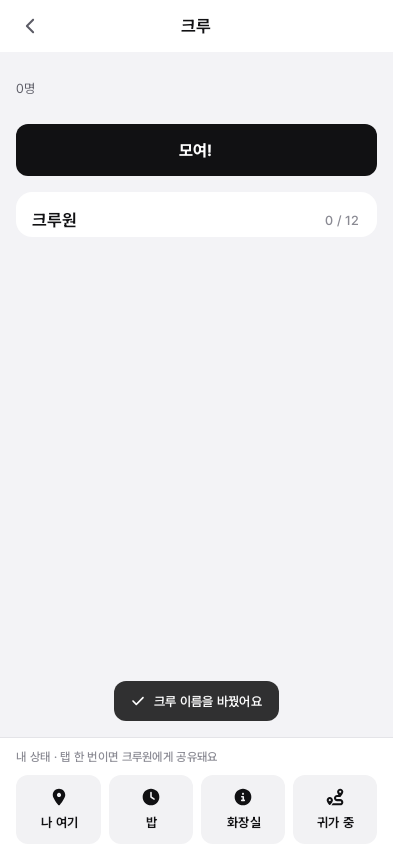 크루
0명
모여!
크루원 0 / 12
크루 이름을 바꿨어요
내 상태 · 탭 한 번이면 크루원에게 공유돼요
나 여기 밥 화장실 귀가 중